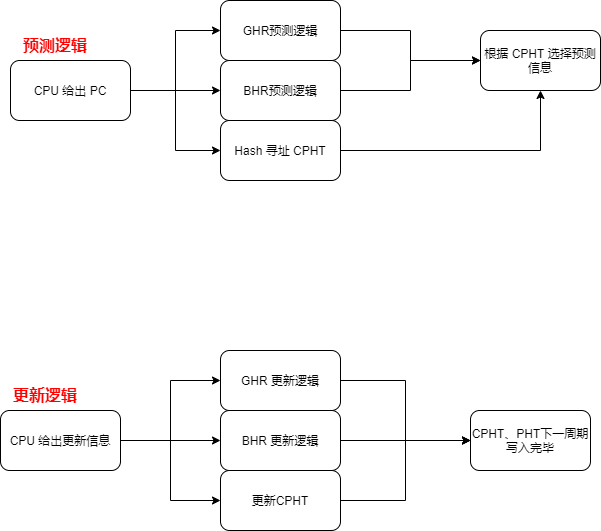 预测逻辑
CPU 给出 PC
GHR预测逻辑
BHR预测逻辑
Hash 寻址 CPHT
根据 CPHT 选择预测
信息
更新逻辑
CPU 给出更新信息
GHR 更新逻辑
BHR 更新逻辑
更新CPHT
CPHT、PHT下一周期
写入完毕